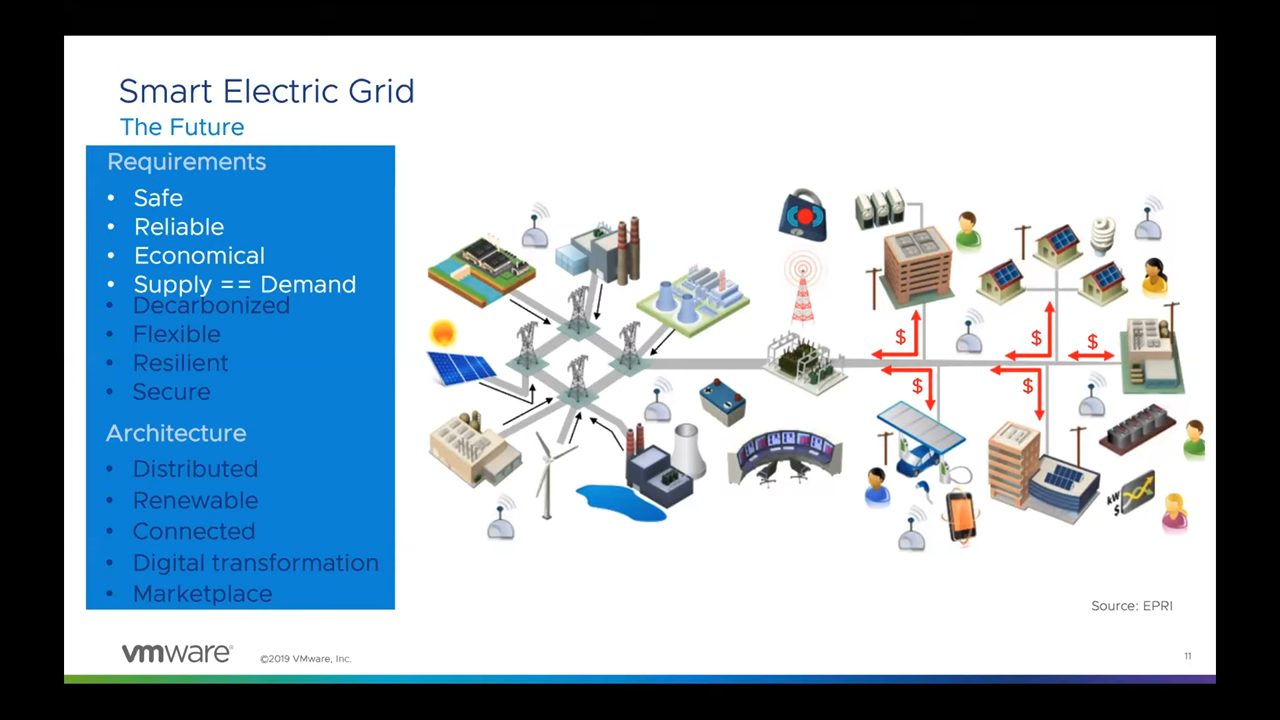 Smart Electric Grid
The Future
Requirements
• Safe
• Reliable
• Economical
• Supply == Demand
• Decarbonized
• Flexible
• Resilient
• Secure
Architecture
• Distributed
• Renewable
• Connected
• Digital transformation
• Marketplace
$
$
$
$
$
kW
$
Source: EPRI
vmware®
©2019 VMware, Inc.
11